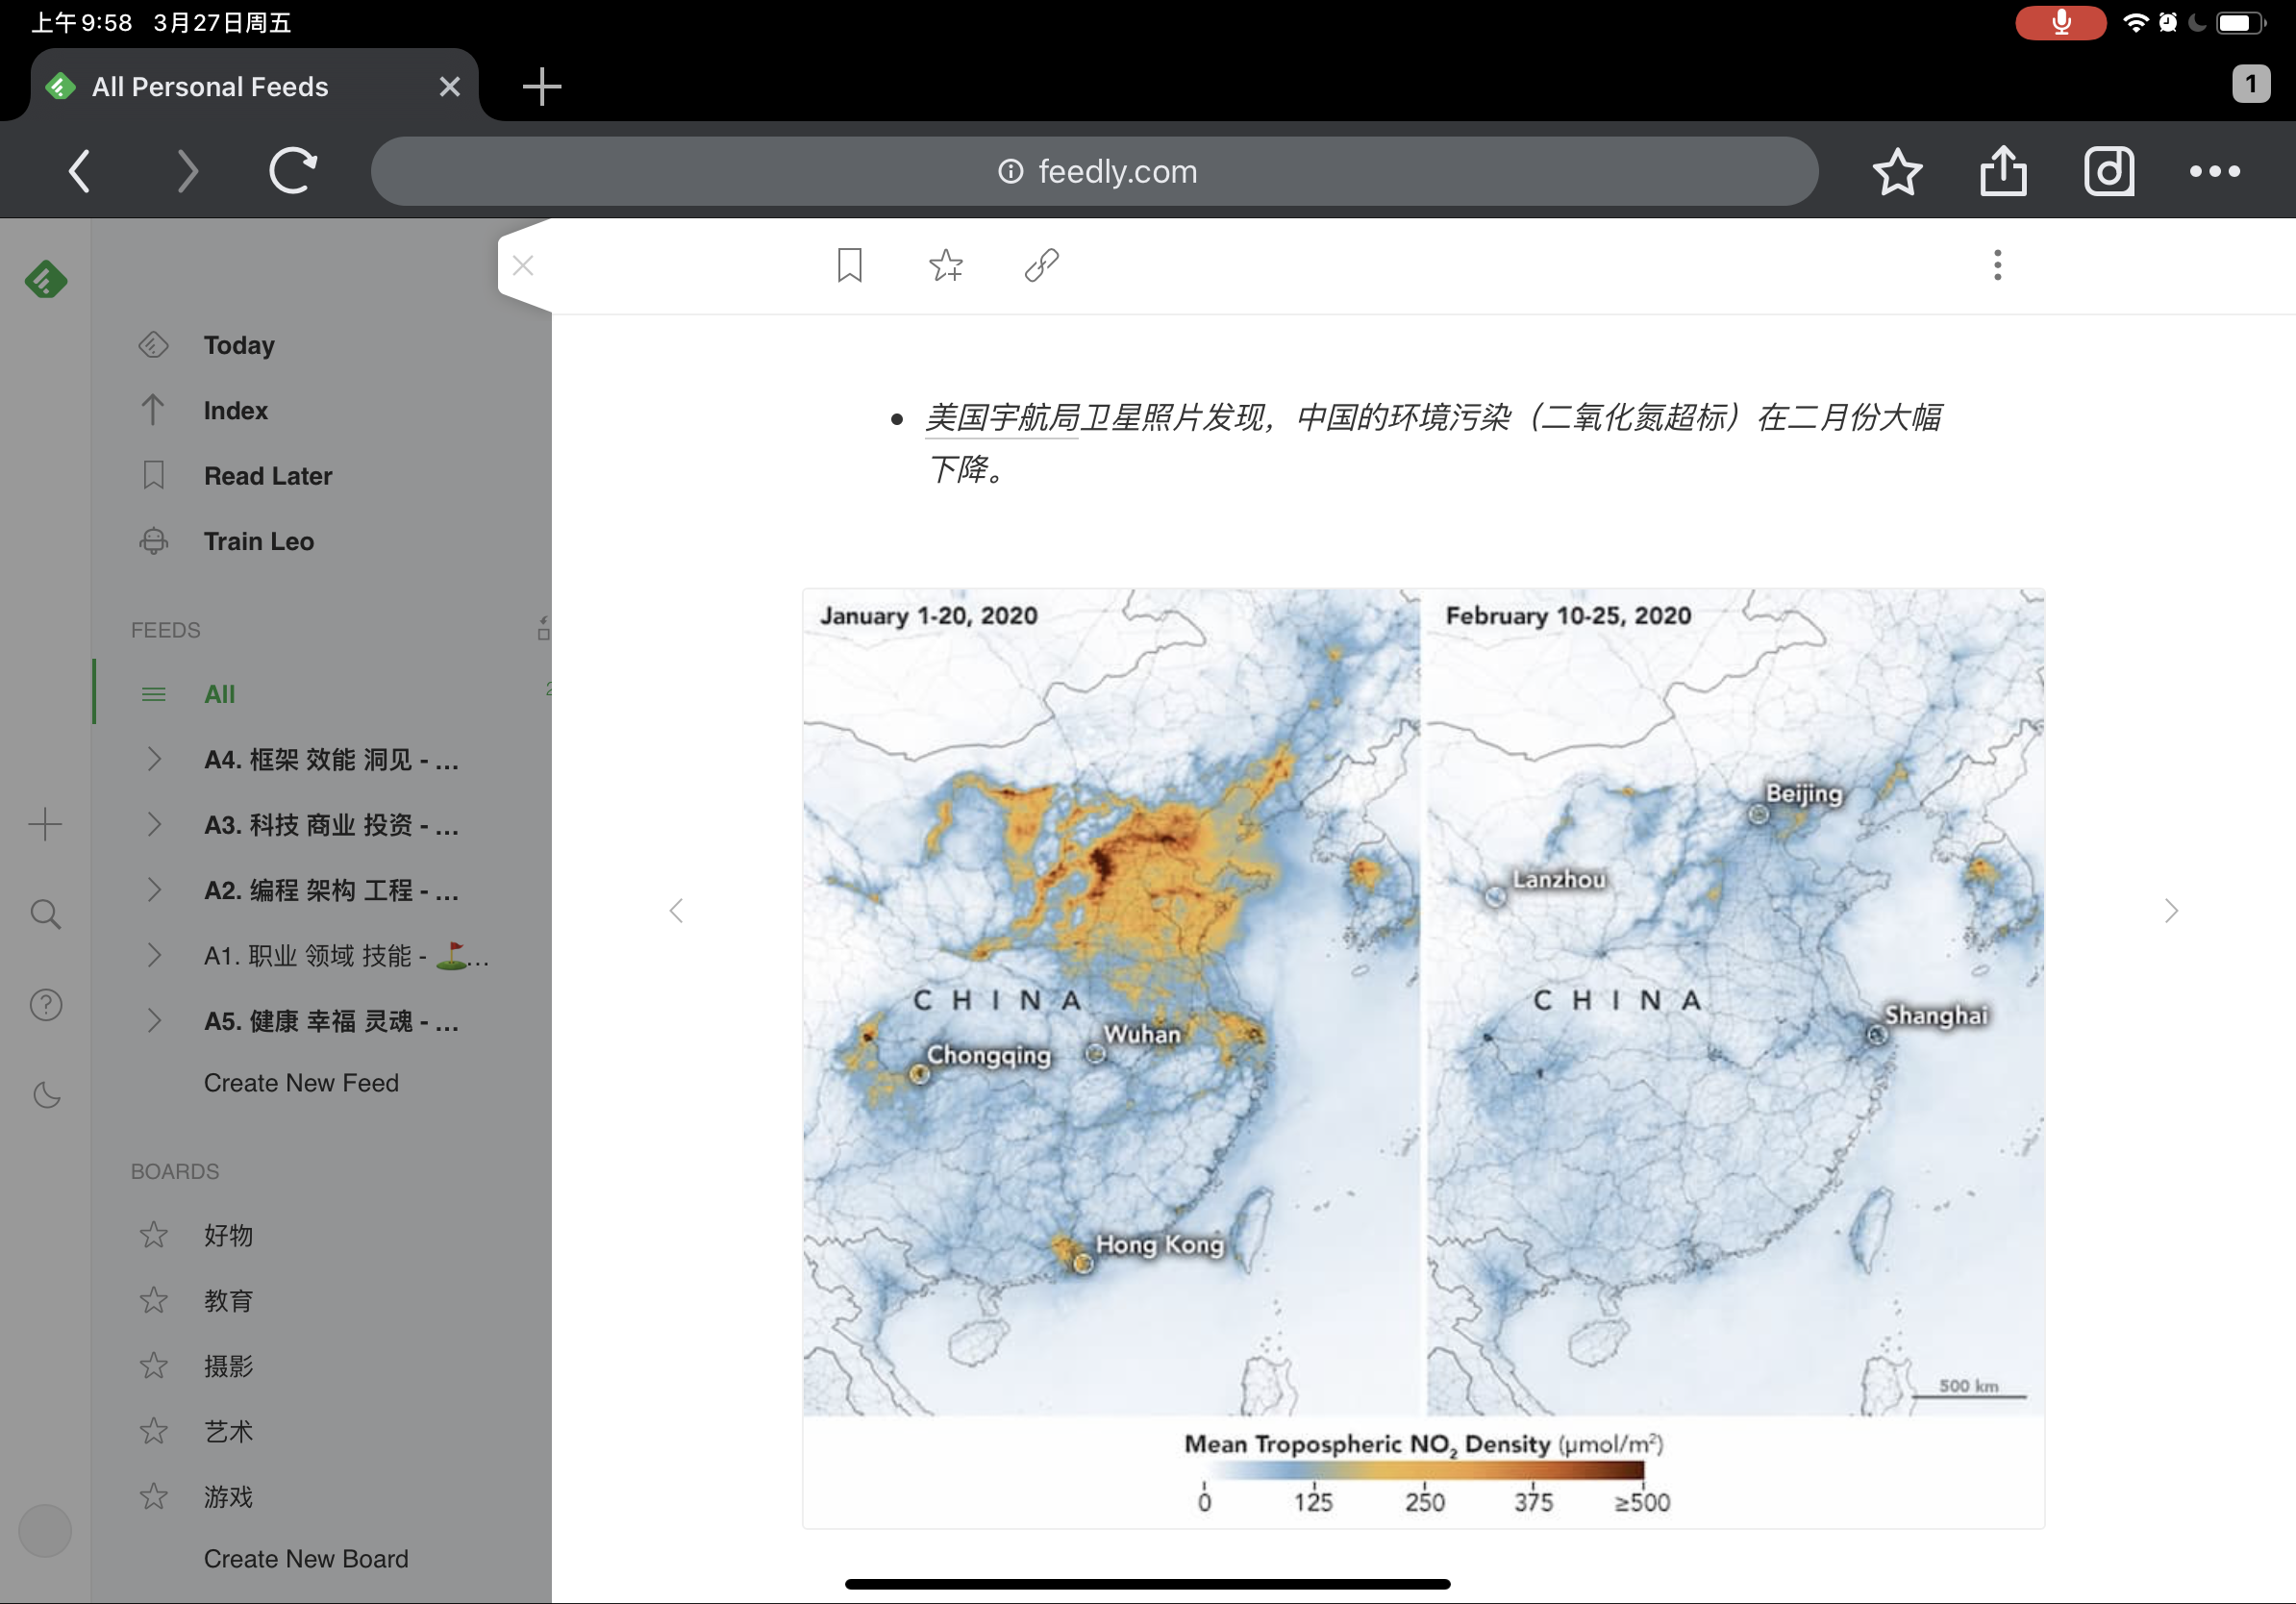 上午9:58 3月27日周五
All Personal Feeds
1
feedly.com
Today
Index
Read Later
Train Leo
FEEDS
All
A4. 框架 效能 洞见 - ...
A3. 科技 商业 投资 - ...
A2. 编程 架构 工程 - ...
A1. 职业 领域 技能 - ⛳...
A5. 健康 幸福 灵魂 - ...
Create New Feed
BOARDS
好物
教育
摄影
艺术
游戏
Create New Board
美国宇航局卫星照片发现，中国的环境污染（二氧化氮超标）在二月份大幅
下降。
January 1-20, 2020
CHINA
Wuhan
Chongqing
Hong Kong
February 10-25, 2020
Beijing
Lanzhou
CHINA
Shanghai
500 km
Mean Tropospheric NO₂ Density (µmol/m²)
0 125 250 375 ≥500